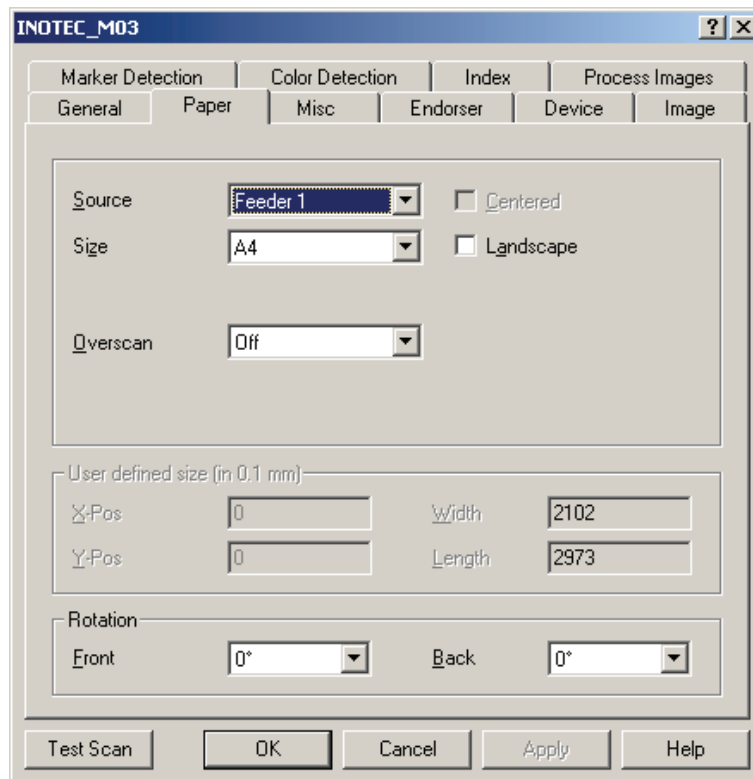 INOTEC_M03
Marker Detection Color Detection Index Process Images
General Paper Misc Endorser Device Image
Source Feeder 1 Centered
Size A4 Landscape
Overscan Off
User defined size (in 0.1 mm)
X-Pos 0 Width 2102
Y-Pos 0 Length 2973
Rotation
Front 0° Back 0°
Test Scan OK Cancel Apply Help